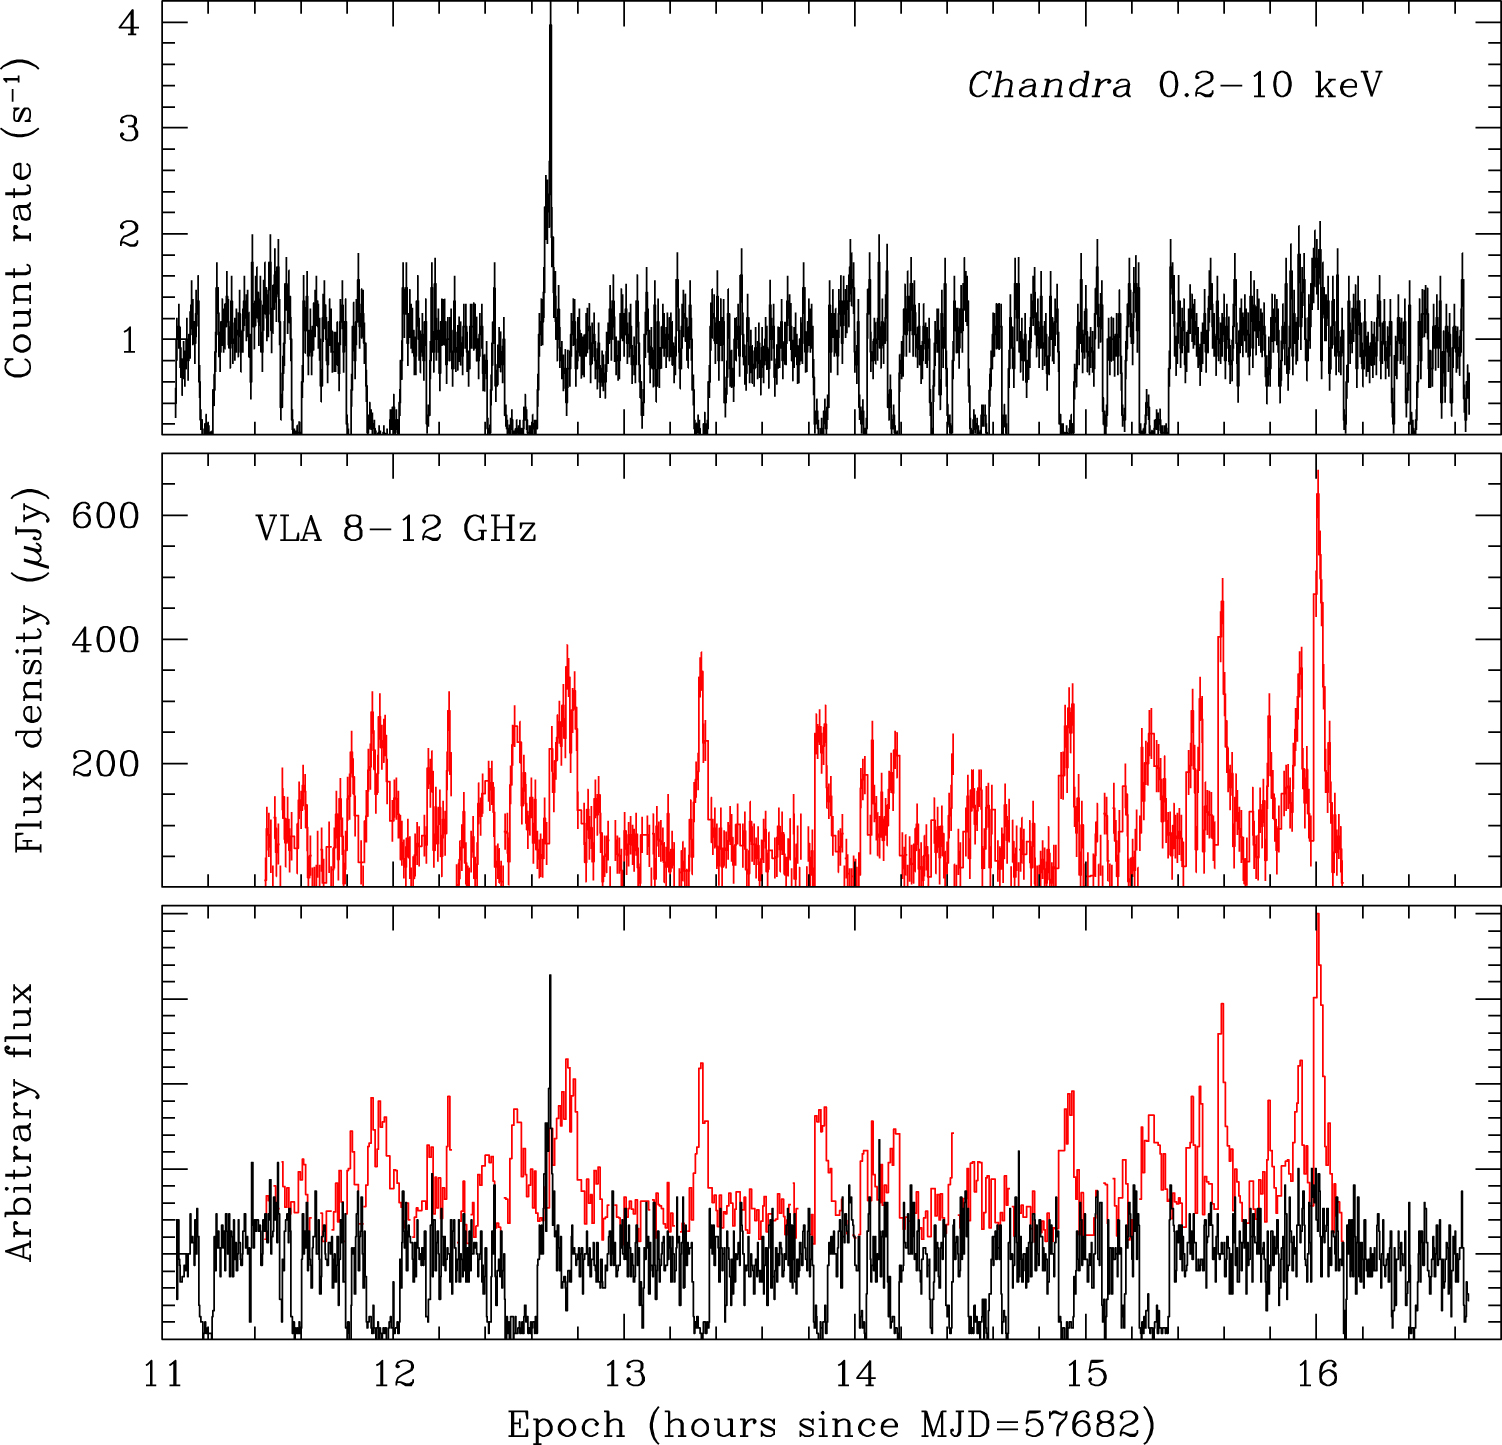 4
3
2
1
Count rate (s⁻¹)
Chandra 0.2−10 keV
600
400
200
Flux density (μJy)
VLA 8−12 GHz
Arbitrary flux
11 12 13 14 15 16
Epoch (hours since MJD=57682)